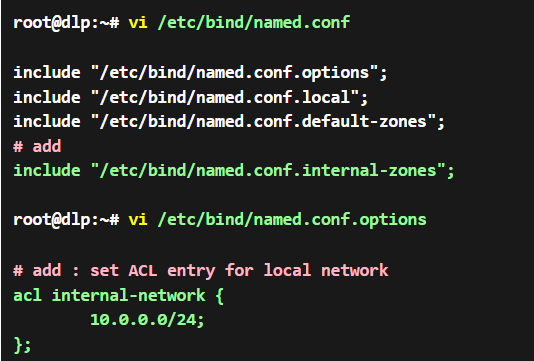 root@dlp:~# vi /etc/bind/named.conf
include "/etc/bind/named.conf.options";
include "/etc/bind/named.conf.local";
include "/etc/bind/named.conf.default-zones";
# add
include "/etc/bind/named.conf.internal-zones";
root@dlp:~# vi /etc/bind/named.conf.options
# add : set ACL entry for local network
acl internal-network {
        10.0.0.0/24;
};